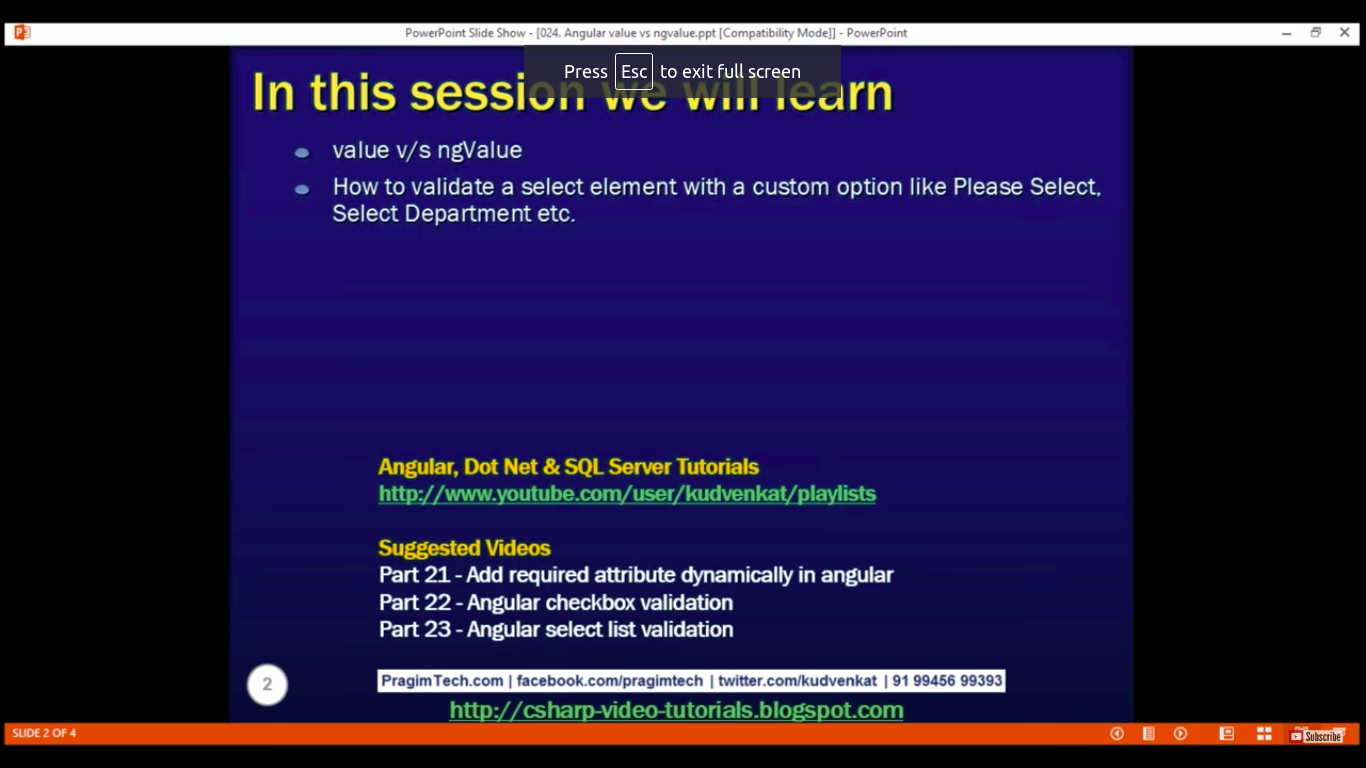 PowerPoint Slide Show - [024. Angular value vs ngvalue.ppt [Compatibility Mode]] - PowerPoint
Press Esc to exit full screen
In this session we will learn
value v/s ngValue
How to validate a select element with a custom option like Please Select,
Select Department etc.
Angular, Dot Net & SQL Server Tutorials
http://www.youtube.com/user/kudvenkat/playlists
Suggested Videos
Part 21 - Add required attribute dynamically in angular
Part 22 - Angular checkbox validation
Part 23 - Angular select list validation
2
PragimTech.com | facebook.com/pragimtech | twitter.com/kudvenkat | 91 99456 99393
http://csharp-video-tutorials.blogspot.com
SLIDE 2 OF 4
Subscribe